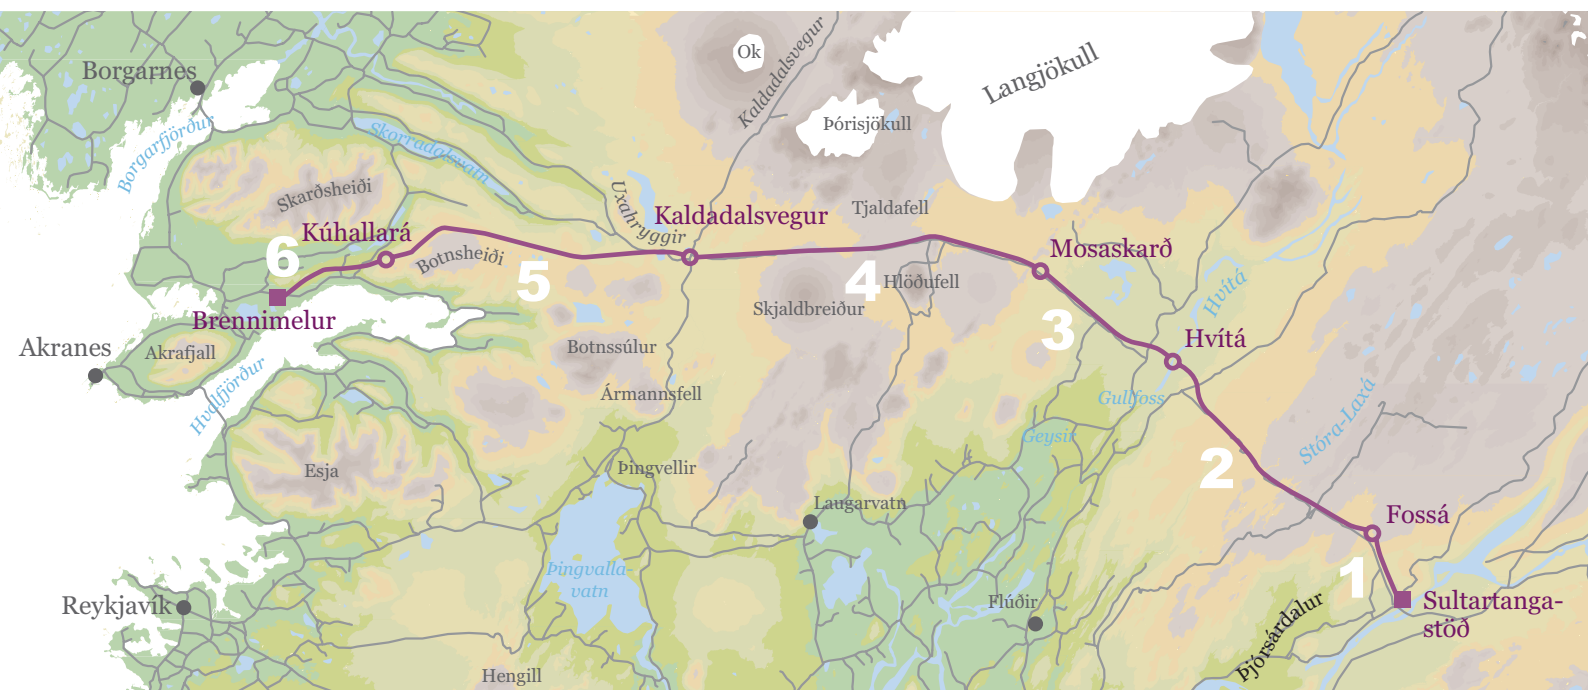 Borgarnes
Borgarfjörður
Skorradalsvatn
Skarðsheiði
Kúhallará
6
Brennimelur
Akranes
Akrafjall
Hvalfjörður
Botnsheiði
5
Uxahryggir
Kaldadalsvegur
Ok
Kaldadalsvegur
Þórisjökull
Langjökull
Tjaldafell
4
Hlöðufell
Skjaldbreiður
Mosaskarð
3
Hvítá
Hvítá
Gullfoss
Geysir
Botnssúlur
Ármannsfell
Esja
Þingvellir
Laugarvatn
2
Stóra-Laxá
Fossá
1
Sultartanga-
stöð
Þjórsárdalur
Flúðir
Þingvalla-
vatn
Reykjavík
Hengill